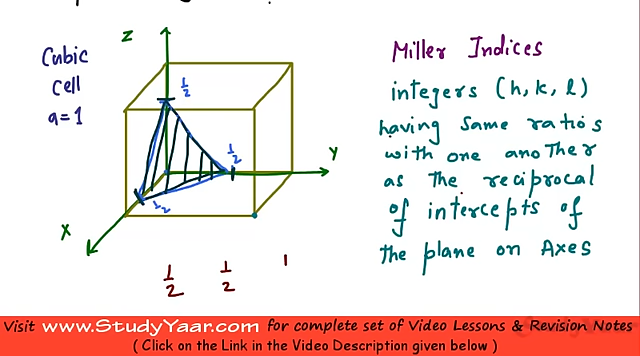 Z
Cubic
Cell
a=1
1/2
1/2
1/2
Y
X
1/2 1/2 1
Miller Indices
integers (h, k, l)
having same ratios
with one another
as the reciprocal
of intercepts of
the plane on Axes
Visit www.StudyYaar.com for complete set of Video Lessons & Revision Notes
( Click on the Link in the Video Description given below )